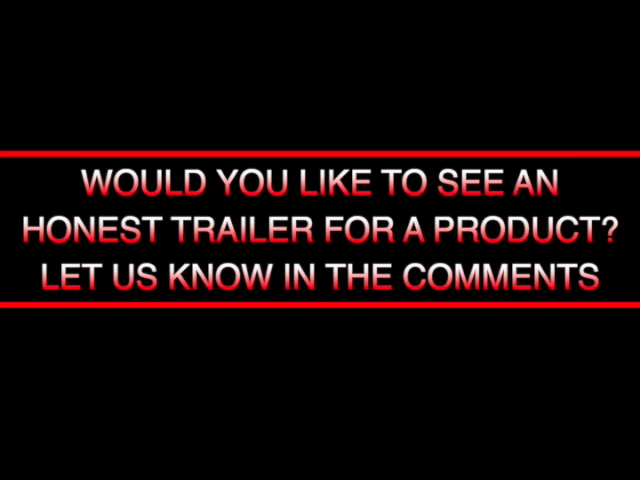 WOULD YOU LIKE TO SEE AN
HONEST TRAILER FOR A PRODUCT?
LET US KNOW IN THE COMMENTS